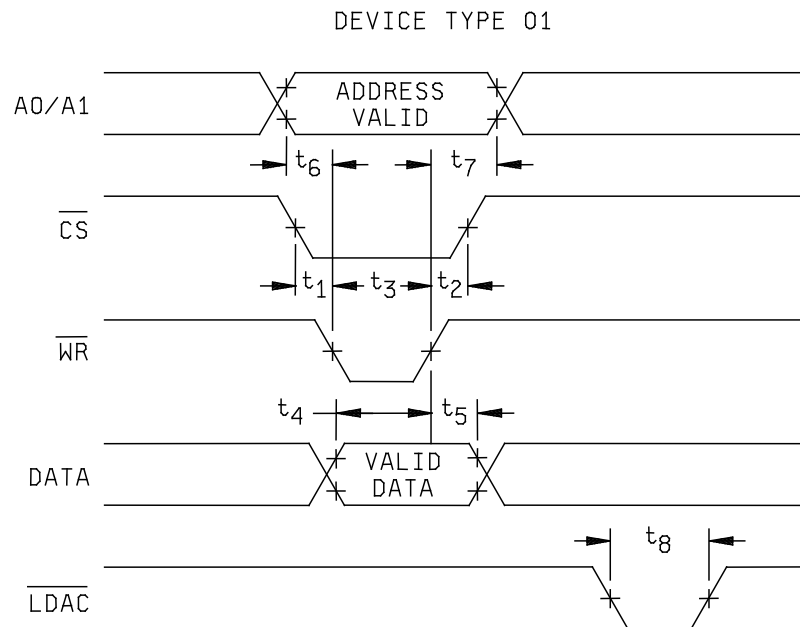 DEVICE TYPE 01
A0/A1
ADDRESS
VALID
t6
t7
CS
t1
t3
t2
WR
t4
t5
DATA
VALID
DATA
t8
LDAC